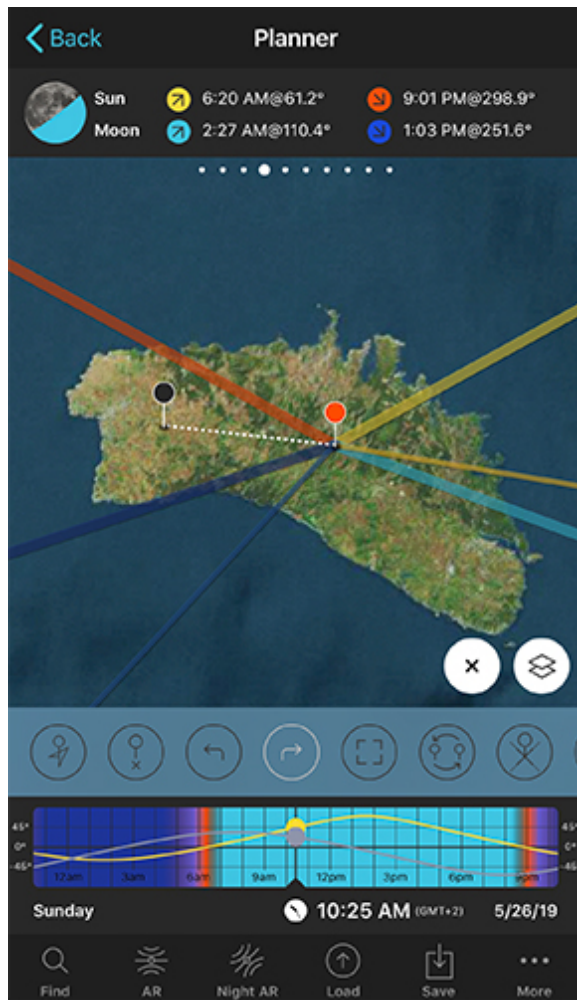 Back Planner
Sun 6:20 AM@61.2° 9:01 PM@298.9°
Moon 2:27 AM@110.4° 1:03 PM@251.6°
45° 45°
0° 0°
-45° -45°
12am 3am 6am 9am 12pm 3pm 6pm 9pm
Sunday 10:25 AM (GMT+2) 5/26/19
Find AR Night AR Load Save More